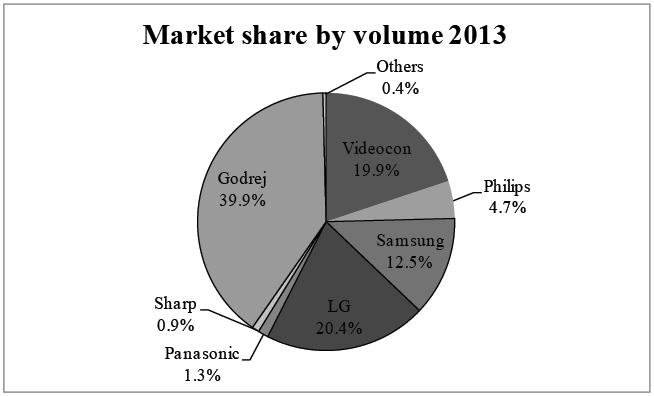 Market share by volume 2013
Others
0.4%
Videocon
19.9%
Philips
4.7%
Samsung
12.5%
LG
20.4%
Panasonic
1.3%
Sharp
0.9%
Godrej
39.9%